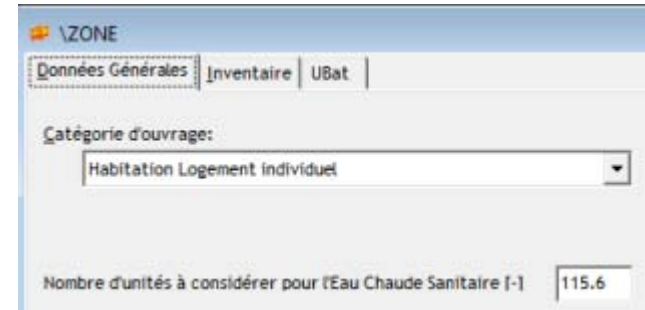 \ZONE
Données Générales Inventaire UBat
Catégorie d'ouvrage:
Habitation Logement individuel
Nombre d'unités à considérer pour l'Eau Chaude Sanitaire [-] 115.6